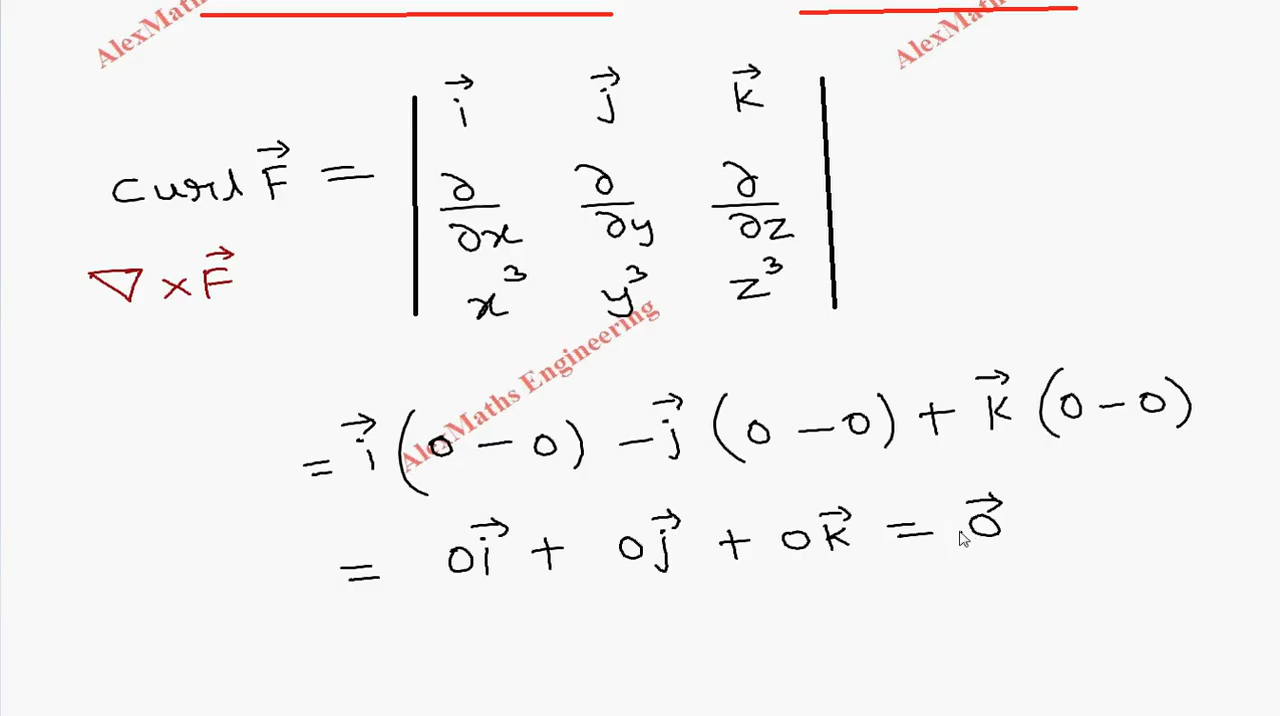 AlexMaths AlexMaths
i⃗ j⃗ k⃗
curl F⃗ = | ∂/∂x ∂/∂y ∂/∂z |
∇ × F⃗
x³ y³ z³
AlexMaths Engineering
= i⃗ (0 − 0) − j⃗ (0 − 0) + k⃗ (0 − 0)
= 0i⃗ + 0j⃗ + 0k⃗ = 0⃗